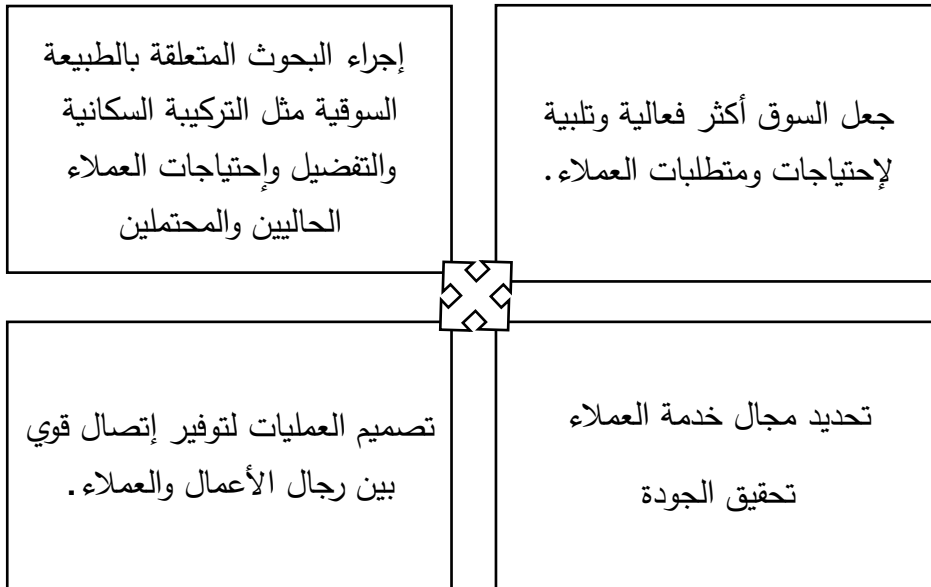 جعل السوق أكثر فعالية وتلبية
لإحتياجات ومتطلبات العملاء.
إجراء البحوث المتعلقة بالطبيعة
السوقية مثل التركيبة السكانية
والتفضيل وإحتياجات العملاء
الحاليين والمحتملين
تحديد مجال خدمة العملاء
تحقيق الجودة
تصميم العمليات لتوفير إتصال قوي
بين رجال الأعمال والعملاء.